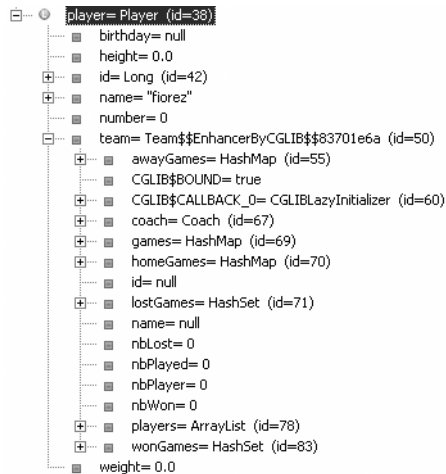 player= Player (id=38)
birthday= null
height= 0.0
id= Long (id=42)
name= "fiorez"
number= 0
team= Team$$EnhancerByCGLIB$$83701e6a (id=50)
awayGames= HashMap (id=55)
CGLIB$BOUND= true
CGLIB$CALLBACK_0= CGLIBLazyInitializer (id=60)
coach= Coach (id=67)
games= HashMap (id=69)
homeGames= HashMap (id=70)
id= null
lostGames= HashSet (id=71)
name= null
nbLost= 0
nbPlayed= 0
nbPlayer= 0
nbWon= 0
players= ArrayList (id=78)
wonGames= HashSet (id=83)
weight= 0.0